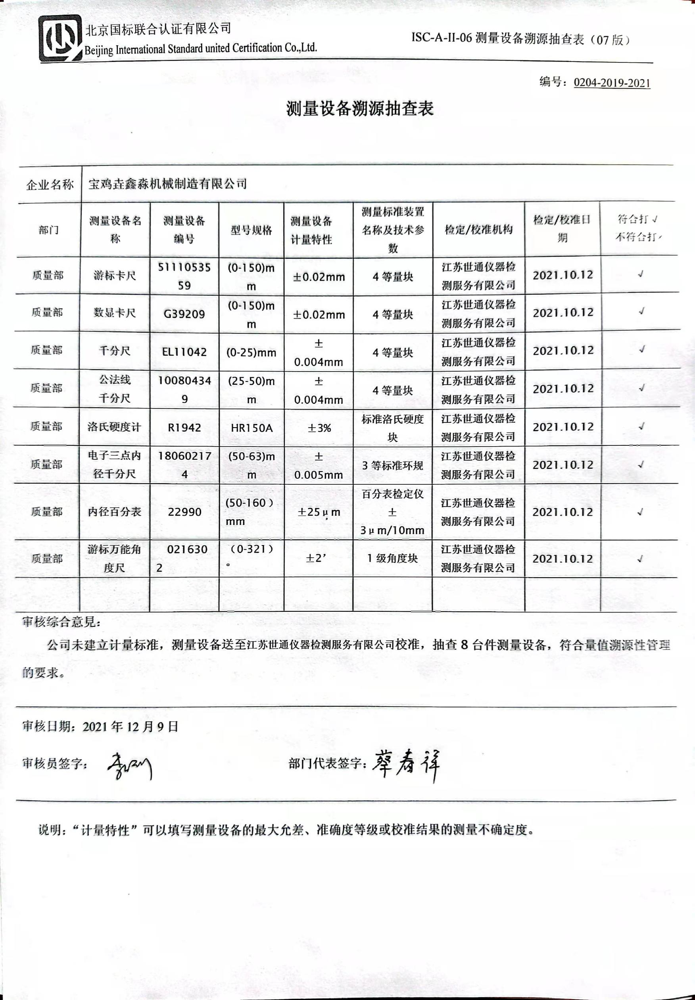 北京国标联合认证有限公司
Beijing International Standard united Certification Co.,Ltd.
ISC-A-II-06 测量设备溯源抽查表（07 版）
编号：0204-2019-2021
测量设备溯源抽查表
企业名称 宝鸡垚鑫淼机械制造有限公司
部门 测量设备名称 测量设备编号 型号规格 测量设备计量特性 测量标准装置名称及技术参数 检定/校准机构 检定/校准日期 符合打 √ 不符合打
质量部 游标卡尺 5111053559 (0-150)mm ±0.02mm 4 等量块 江苏世通仪器检测服务有限公司 2021.10.12 √
质量部 数显卡尺 G39209 (0-150)mm ±0.02mm 4 等量块 江苏世通仪器检测服务有限公司 2021.10.12 √
质量部 千分尺 EL11042 (0-25)mm ±0.004mm 4 等量块 江苏世通仪器检测服务有限公司 2021.10.12 √
质量部 公法线千分尺 100804349 (25-50)mm ±0.004mm 4 等量块 江苏世通仪器检测服务有限公司 2021.10.12 √
质量部 洛氏硬度计 R1942 HR150A ±3% 标准洛氏硬度块 江苏世通仪器检测服务有限公司 2021.10.12 √
质量部 电子三点内径千分尺 180602174 (50-63)mm ±0.005mm 3 等标准环规 江苏世通仪器检测服务有限公司 2021.10.12 √
质量部 内径百分表 22990 (50-160）mm ±25μm 百分表检定仪 ±3μm/10mm 江苏世通仪器检测服务有限公司 2021.10.12 √
质量部 游标万能角度尺 0216302 （0-321）° ±2’ 1 级角度块 江苏世通仪器检测服务有限公司 2021.10.12 √
审核综合意见：
公司未建立计量标准，测量设备送至江苏世通仪器检测服务有限公司校准，抽查 8 台件测量设备，符合量值溯源性管理
的要求。
审核日期：2021 年 12 月 9 日
审核员签字： 部门代表签字：蔡春祥
说明：“计量特性”可以填写测量设备的最大允差、准确度等级或校准结果的测量不确定度。